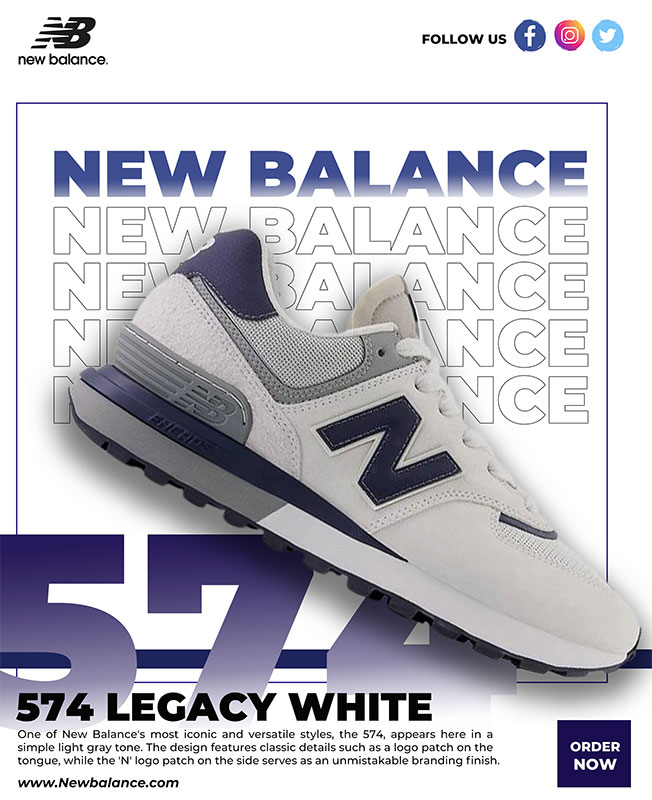 new balance.
FOLLOW US
NEW BALANCE
NEW BALANCE
NEW BALANCE
NEW BALANCE
N BALANCE
ENCAP
N
574
574 LEGACY WHITE
One of New Balance's most iconic and versatile styles, the 574, appears here in a
simple light gray tone. The design features classic details such as a logo patch on the
tongue, while the 'N' logo patch on the side serves as an unmistakable branding finish.
www.Newbalance.com
ORDER
NOW